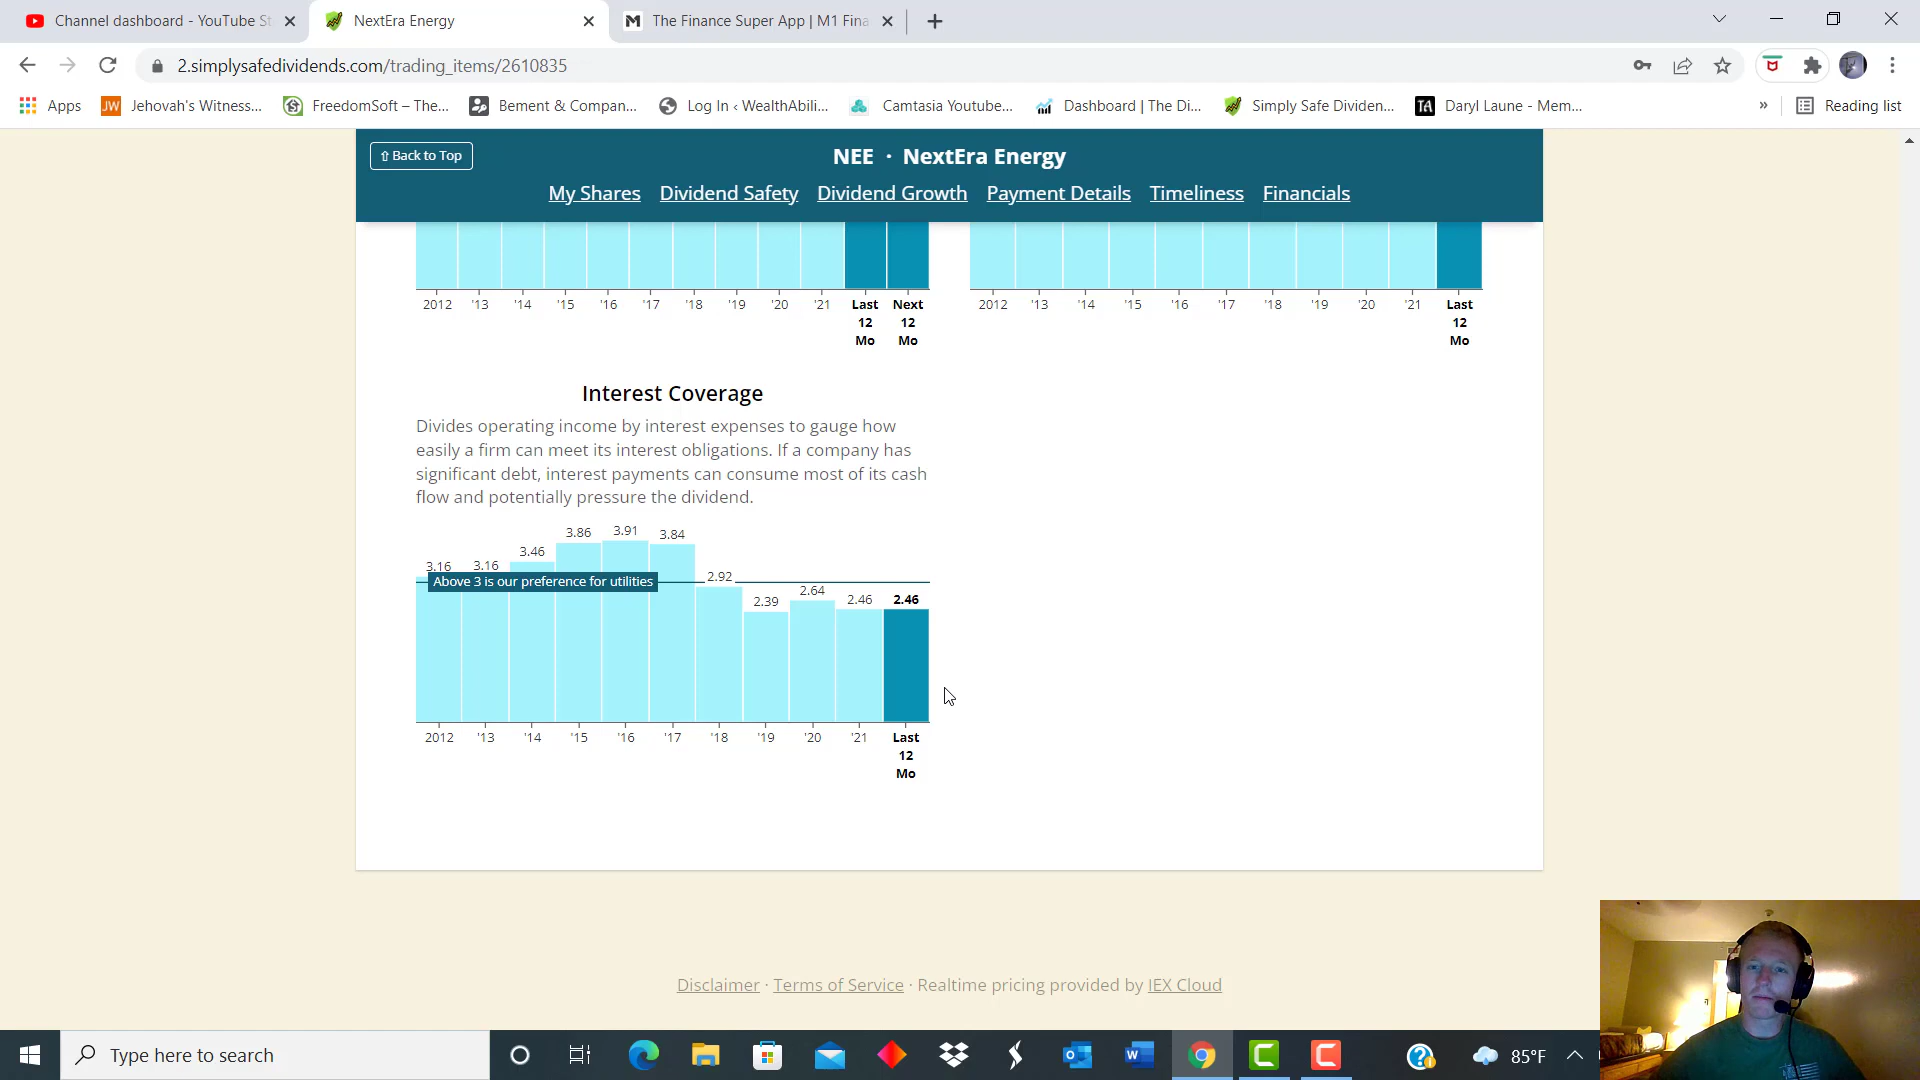 Channel dashboard - YouTube St
NextEra Energy
The Finance Super App | M1 Fina
2.simplysafedividends.com/trading_items/2610835
Apps
Jehovah's Witness...
FreedomSoft – The...
Bement & Compan...
Log In ‹ WealthAbili...
Camtasia Youtube...
Dashboard | The Di...
Simply Safe Dividen...
Daryl Laune - Mem...
»
Reading list
⇧ Back to Top
NEE · NextEra Energy
My Shares Dividend Safety Dividend Growth Payment Details Timeliness Financials
2012 '13 '14 '15 '16 '17 '18 '19 '20 '21 Last 12 Mo Next 12 Mo
2012 '13 '14 '15 '16 '17 '18 '19 '20 '21 Last 12 Mo
Interest Coverage
Divides operating income by interest expenses to gauge how
easily a firm can meet its interest obligations. If a company has
significant debt, interest payments can consume most of its cash
flow and potentially pressure the dividend.
3.16 3.16 3.46 3.86 3.91 3.84 2.92 2.39 2.64 2.46 2.46
Above 3 is our preference for utilities
2012 '13 '14 '15 '16 '17 '18 '19 '20 '21 Last 12 Mo
Disclaimer · Terms of Service · Realtime pricing provided by IEX Cloud
Type here to search
85°F